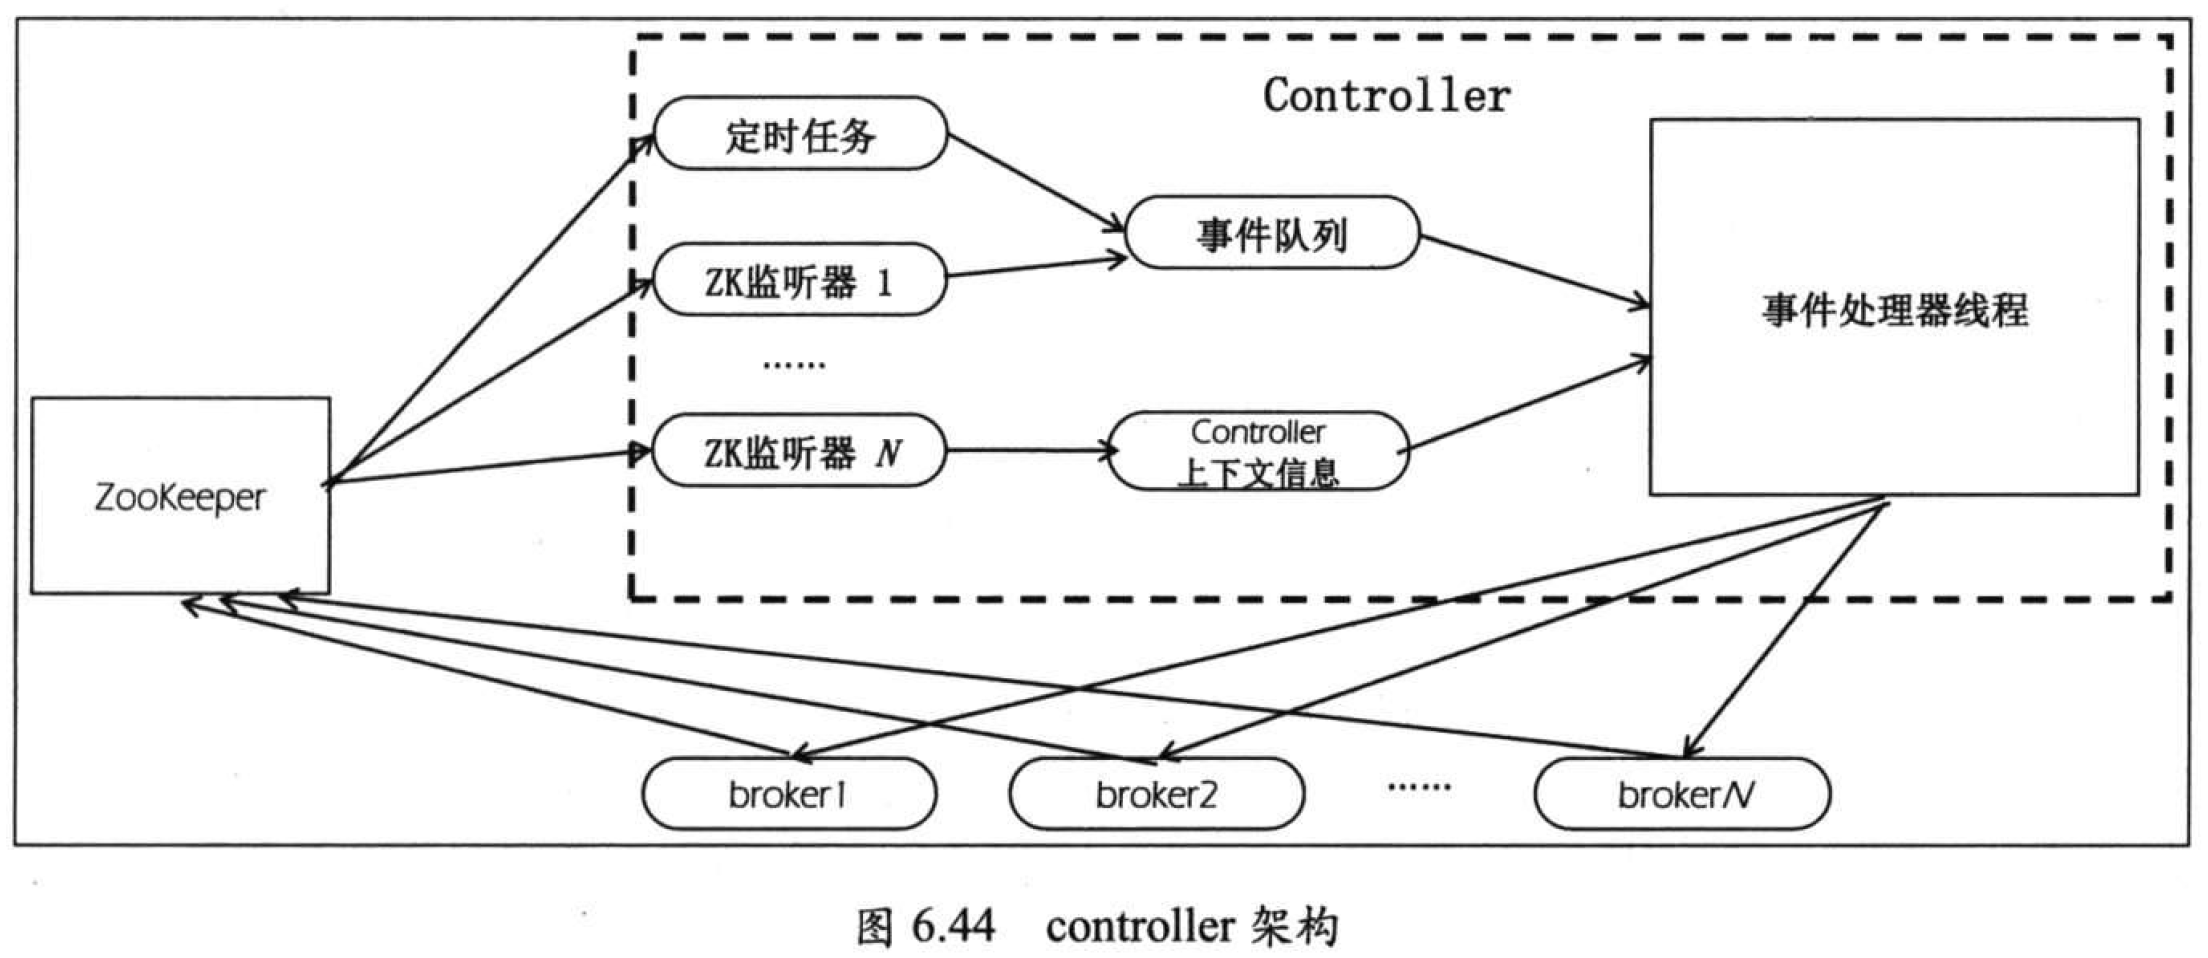 Controller
定时任务
事件队列
ZK监听器 1
事件处理器线程
......
ZK监听器 N
Controller
上下文信息
ZooKeeper
broker1
broker2
......
brokerN
图 6.44 controller 架构